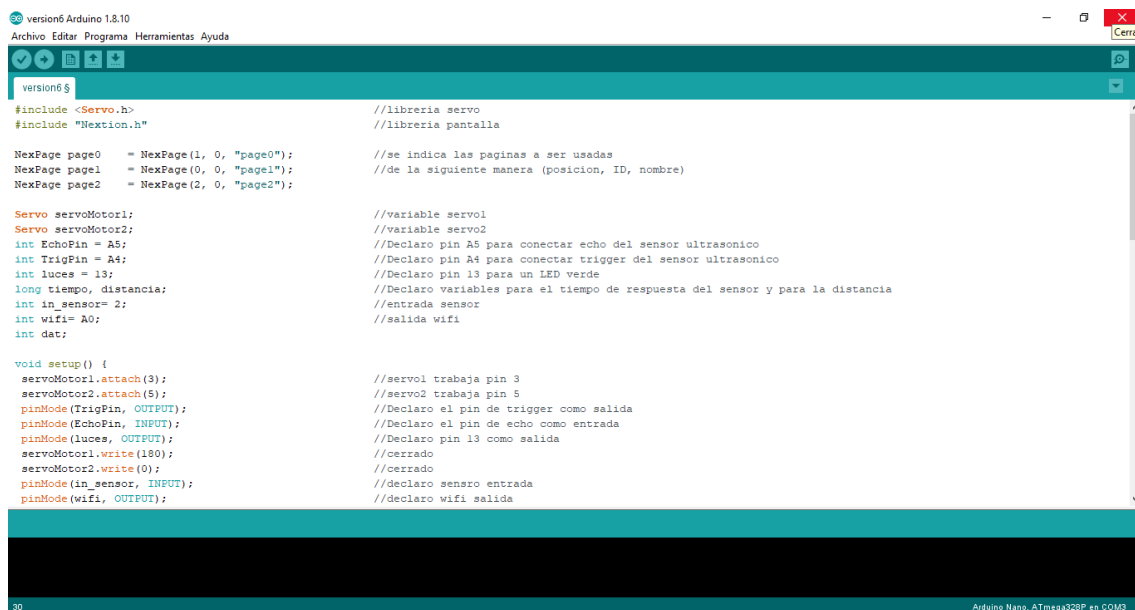 version6 Arduino 1.8.10
Archivo Editar Programa Herramientas Ayuda
Cerra
version6 §
#include <Servo.h> //libreria servo
#include "Nextion.h" //libreria pantalla
NexPage page0 = NexPage(1, 0, "page0"); //se indica las paginas a ser usadas
NexPage page1 = NexPage(0, 0, "page1"); //de la siguiente manera (posicion, ID, nombre)
NexPage page2 = NexPage(2, 0, "page2");
Servo servoMotor1; //variable servo1
Servo servoMotor2; //variable servo2
int EchoPin = A5; //Declaro pin A5 para conectar echo del sensor ultrasonico
int TrigPin = A4; //Declaro pin A4 para conectar trigger del sensor ultrasonico
int luces = 13; //Declaro pin 13 para un LED verde
long tiempo, distancia; //Declaro variables para el tiempo de respuesta del sensor y para la distancia
int in_sensor= 2; //entrada sensor
int wifi= A0; //salida wifi
int dat;
void setup() {
servoMotor1.attach(3); //servo1 trabaja pin 3
servoMotor2.attach(5); //servo2 trabaja pin 5
pinMode(TrigPin, OUTPUT); //Declaro el pin de trigger como salida
pinMode(EchoPin, INPUT); //Declaro el pin de echo como entrada
pinMode(luces, OUTPUT); //Declaro pin 13 como salida
servoMotor1.write(180); //cerrado
servoMotor2.write(0); //cerrado
pinMode(in_sensor, INPUT); //declaro sensro entrada
pinMode(wifi, OUTPUT); //declaro wifi salida
30
Arduino Nano, ATmega328P en COM3